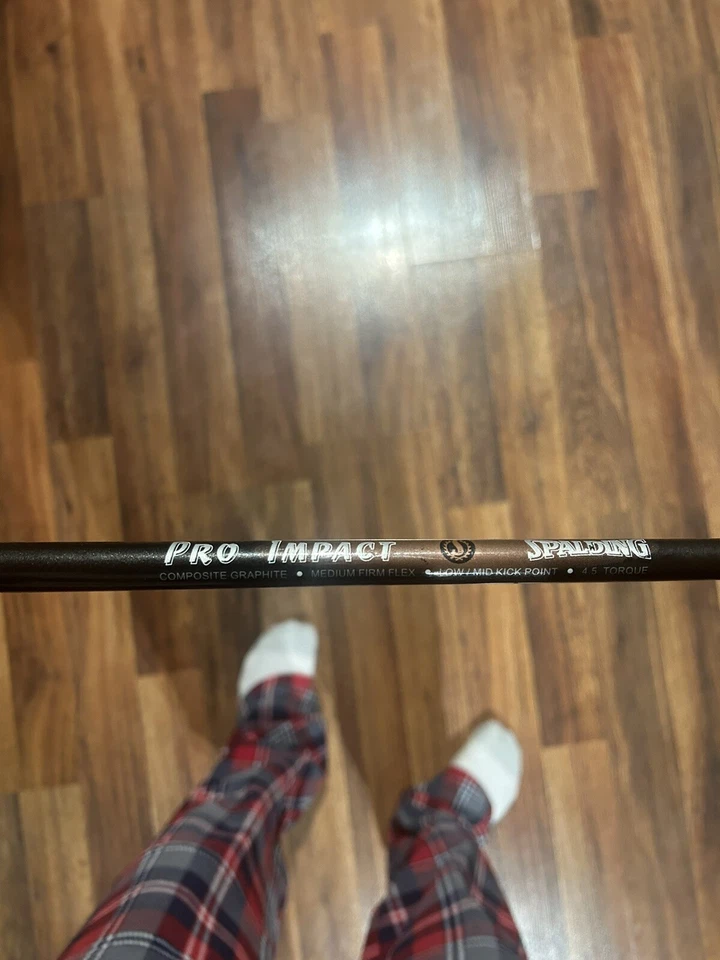 PRO IMPACT SPALDING
COMPOSITE GRAPHITE • MEDIUM FIRM FLEX • LOW / MID KICK POINT • 4.5 TORQUE